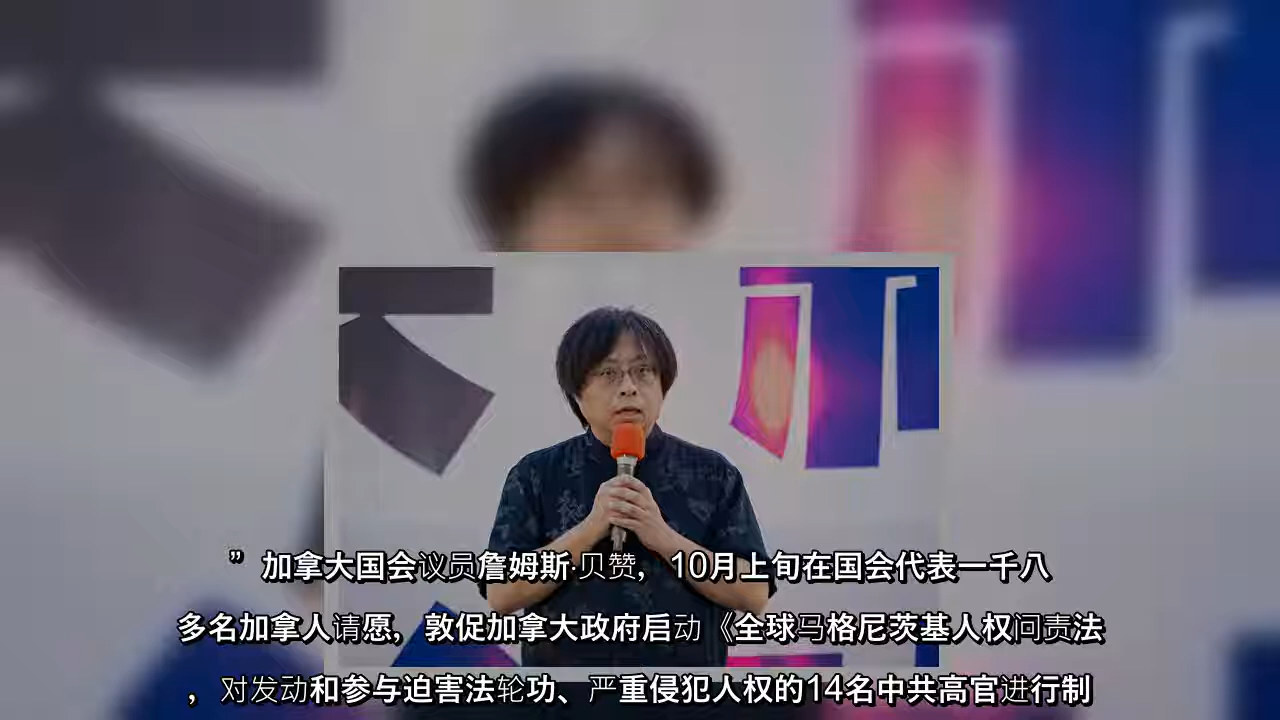 ”加拿大国会议员詹姆斯·贝赞，10月上旬在国会代表一千八
多名加拿人请愿，敦促加拿大政府启动《全球马格尼茨基人权问责法
，对发动和参与迫害法轮功、严重侵犯人权的14名中共高官进行制